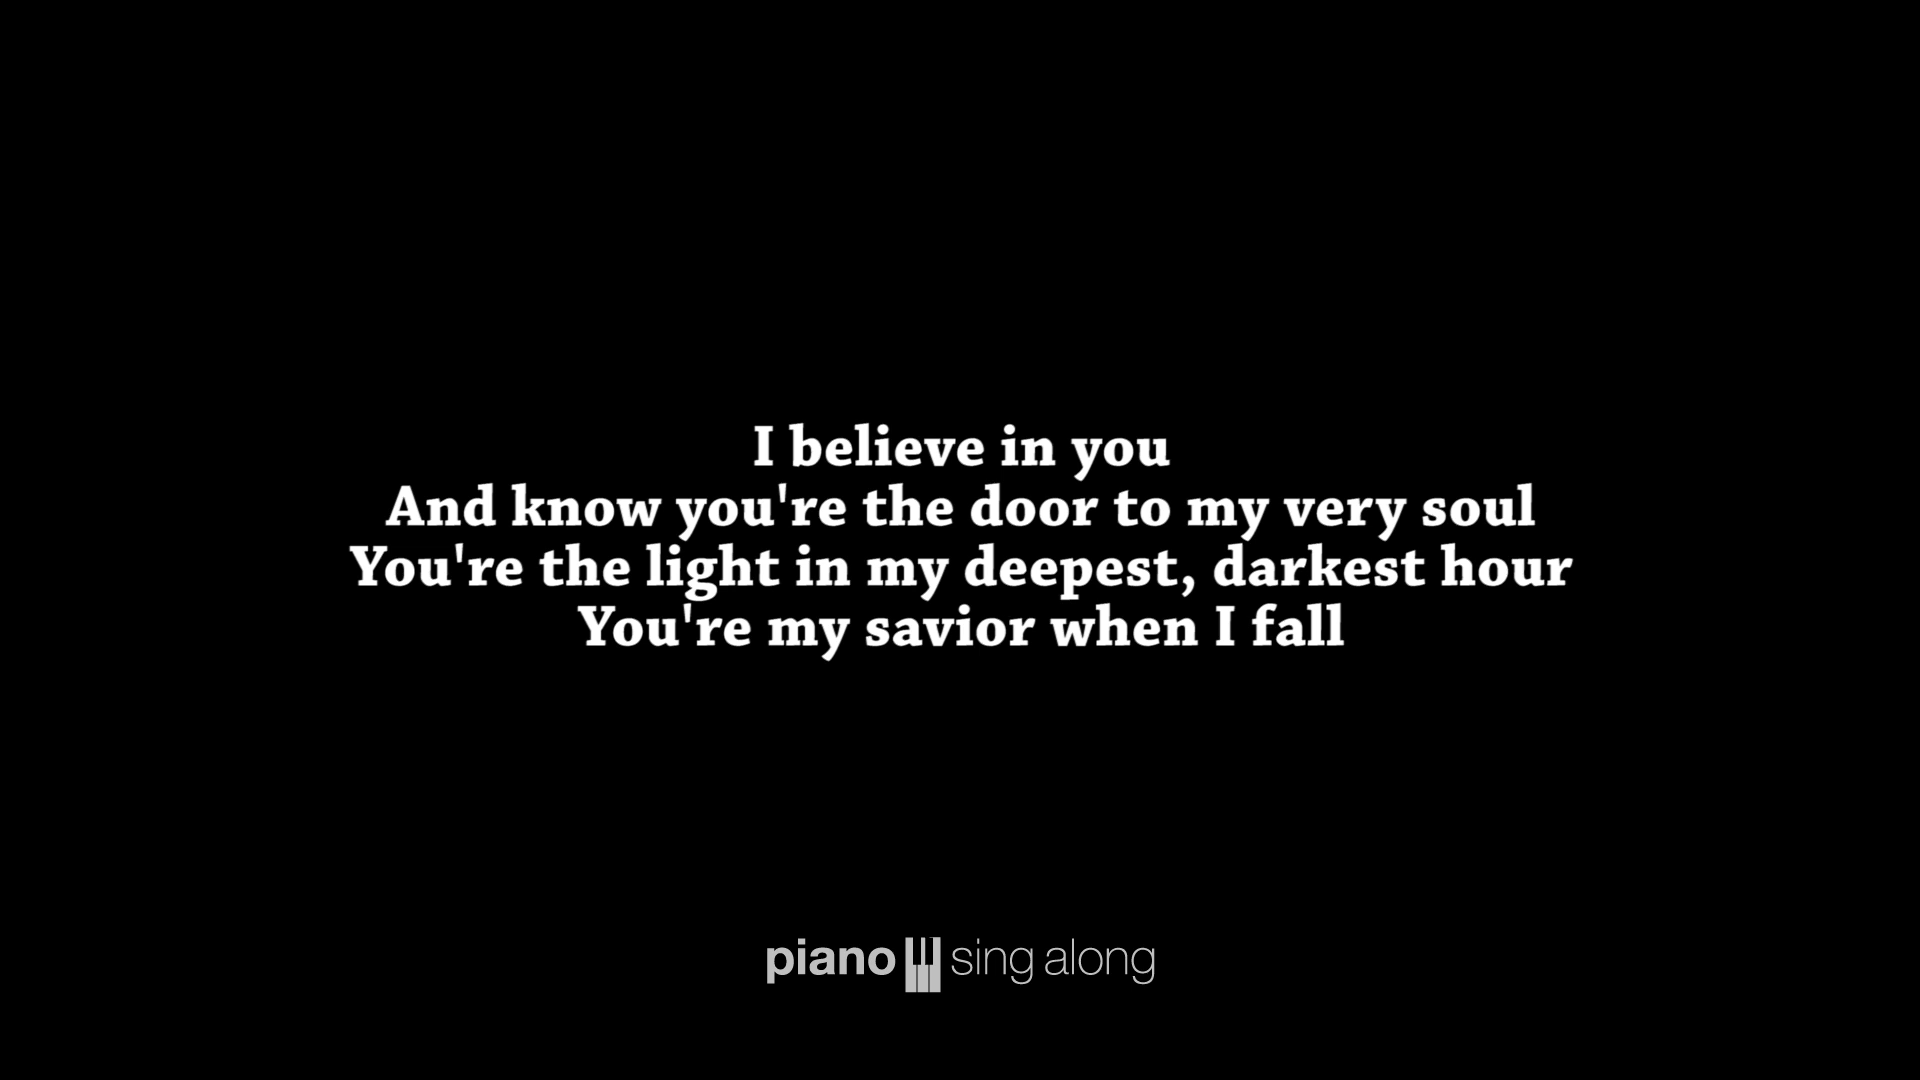 I believe in you
And know you're the door to my very soul
You're the light in my deepest, darkest hour
You're my savior when I fall
piano sing along